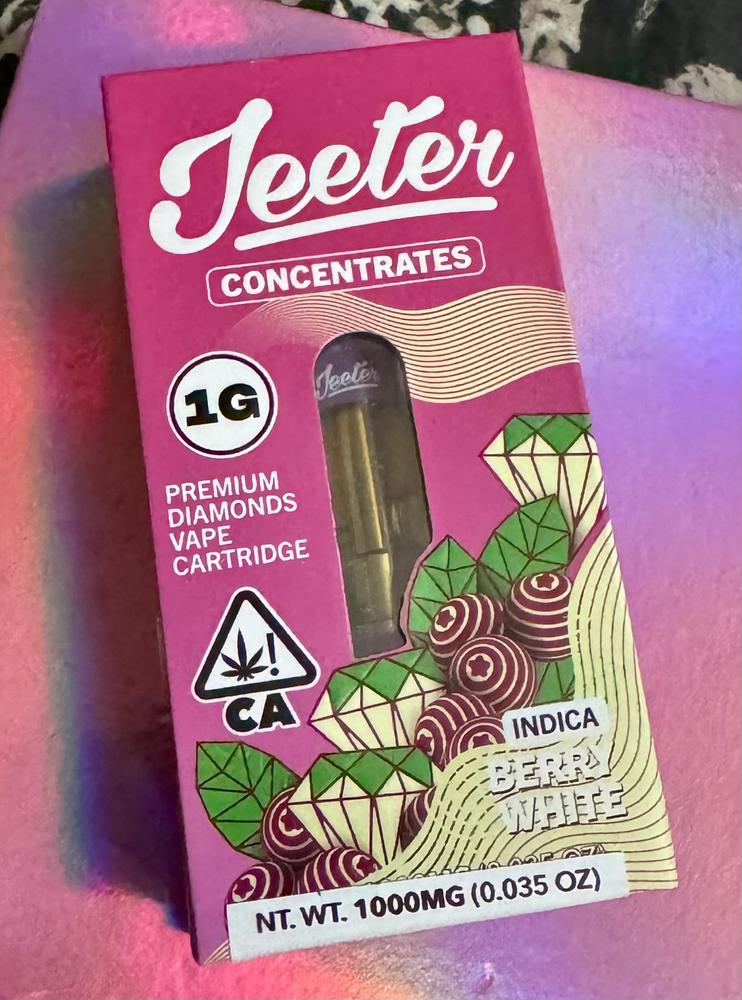 Jeeter
CONCENTRATES
Jeeter
1G
PREMIUM
DIAMONDS
VAPE
CARTRIDGE
!
CA
INDICA
BERRY
WHITE
NT. WT. 1000MG (0.035 OZ)